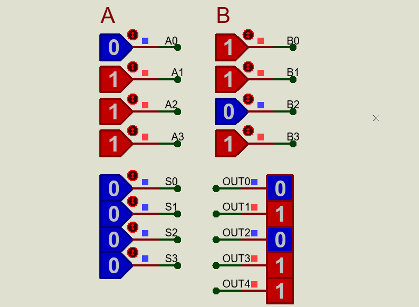 A B
0 A0 1 B0
1 A1 1 B1
1 A2 0 B2
1 A3 1 B3
0 S0 OUT0 0
0 S1 OUT1 1
0 S2 OUT2 0
0 S3 OUT3 1
OUT4 1